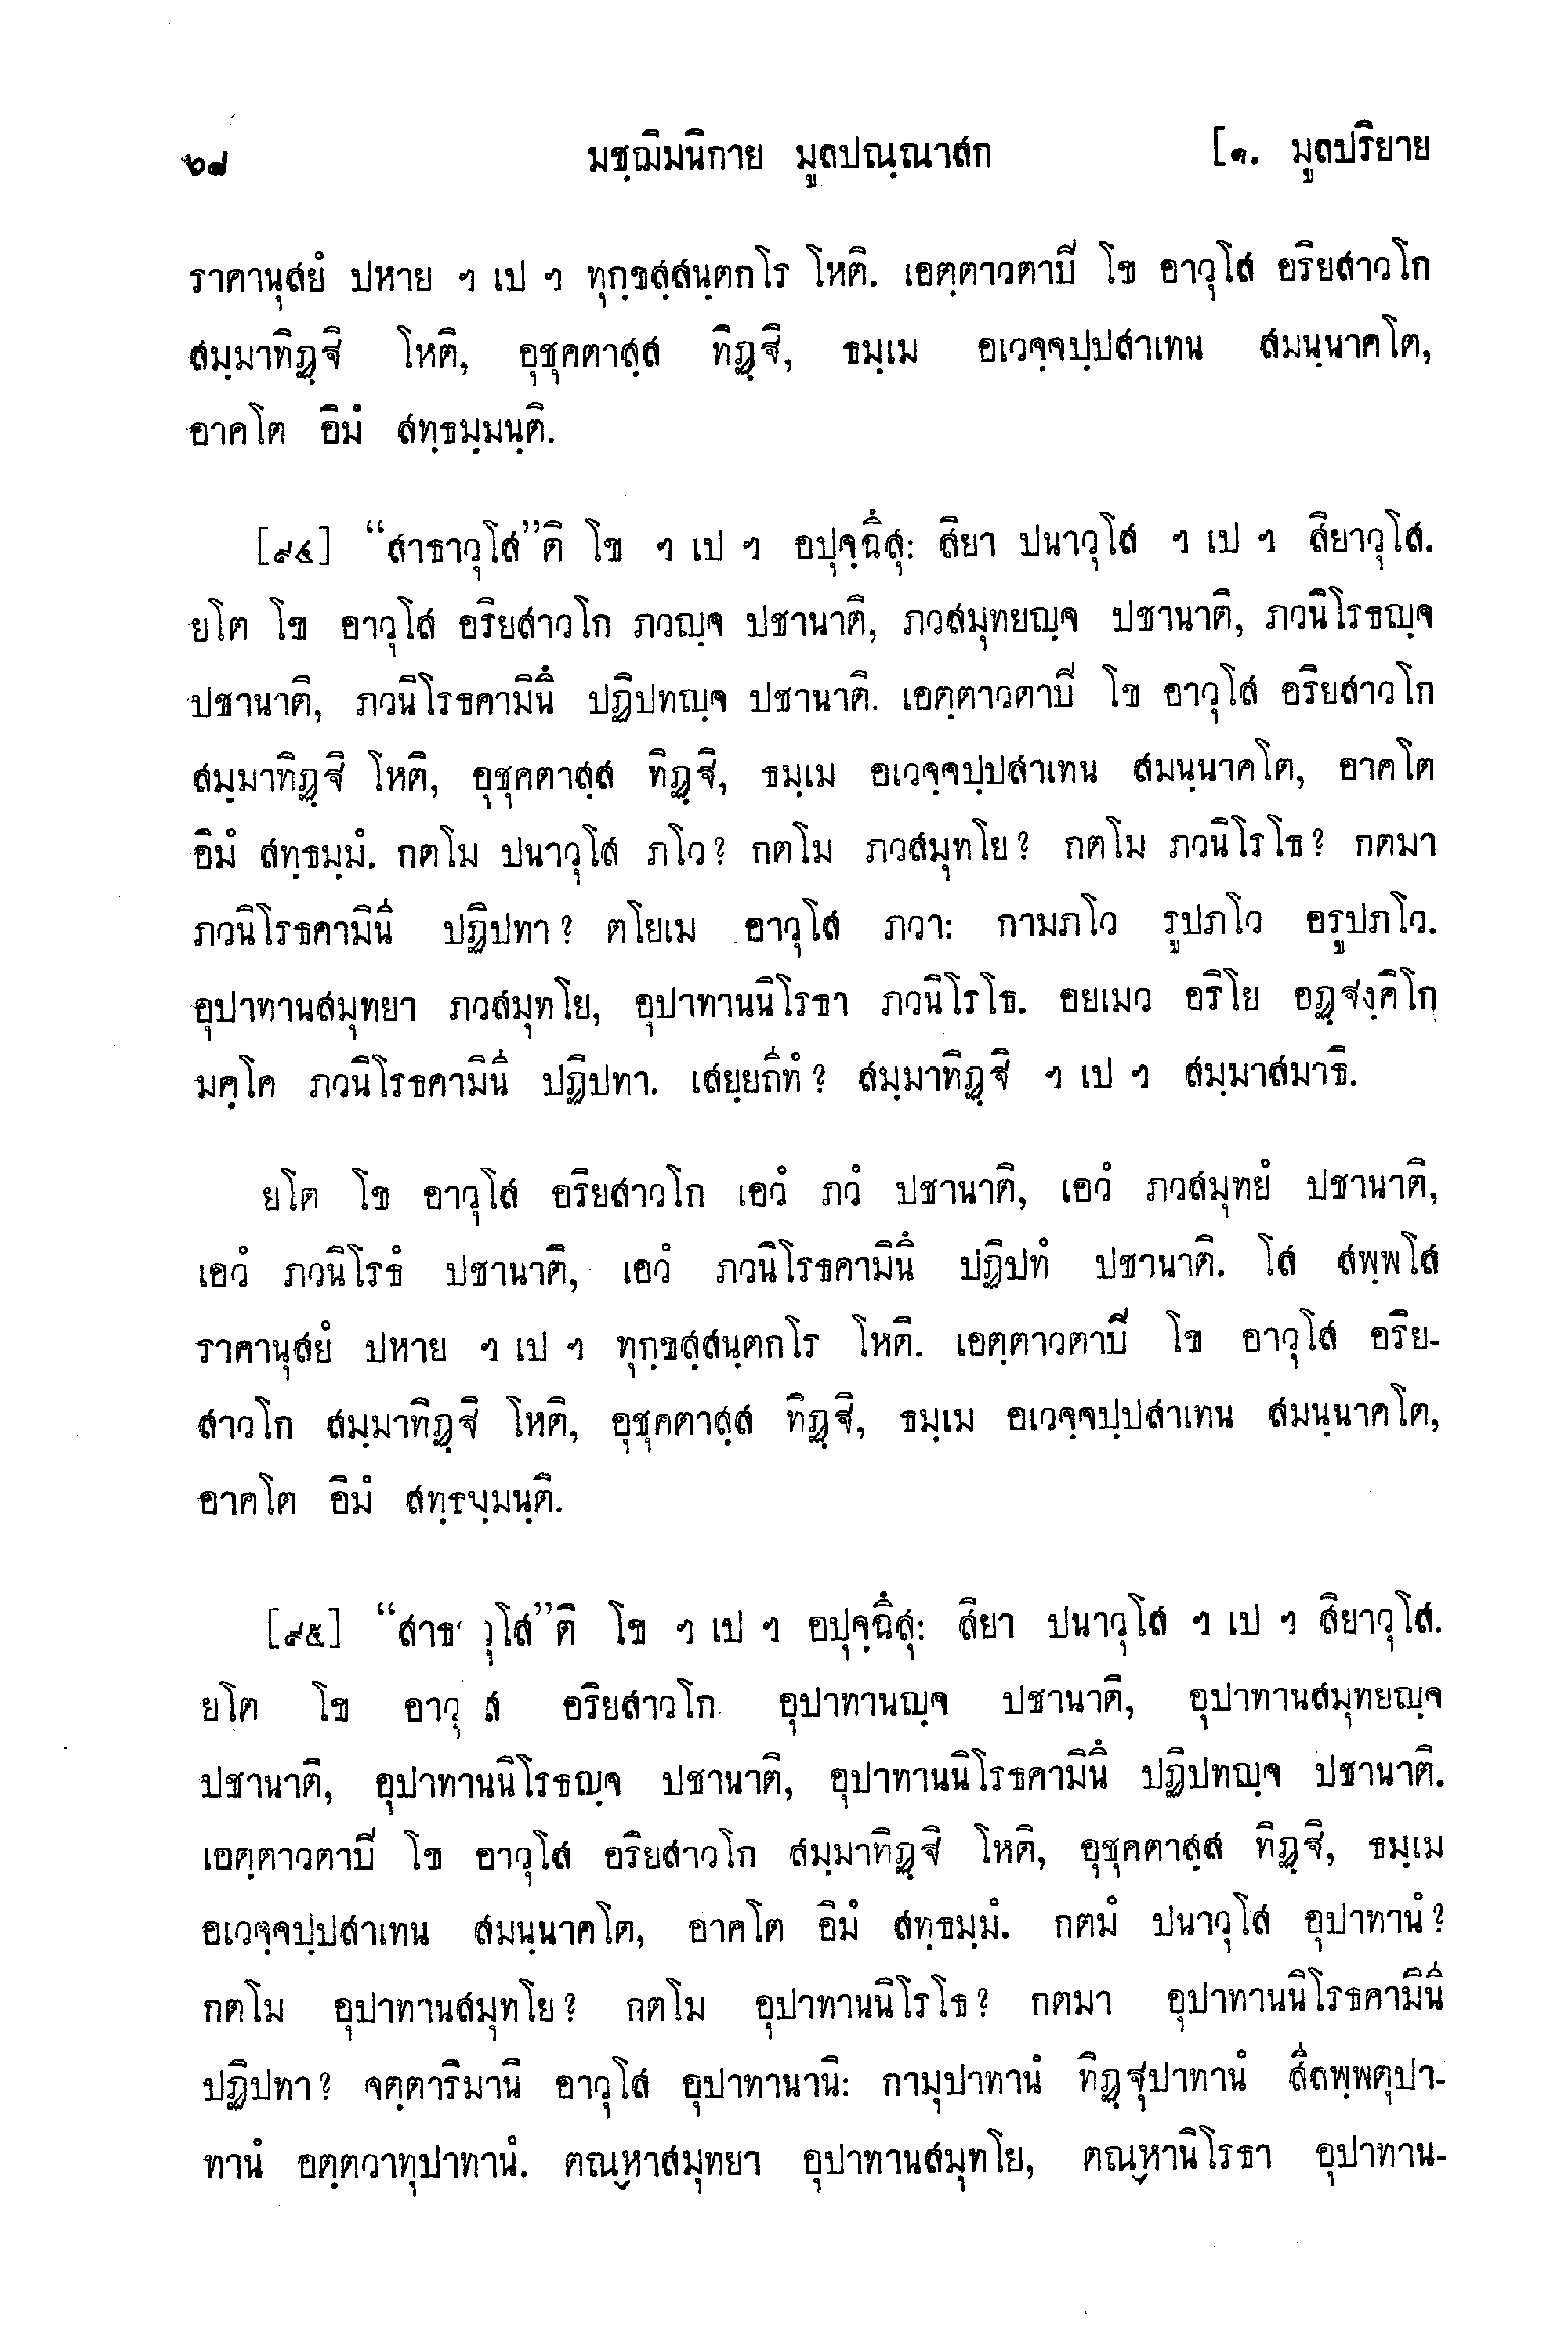 ๖๘ มชฺฌิมนิกาย มูลปณฺณาสก [๑. มูลปริยาย
ราคานุสยํ ปหาย ฯ เป ฯ ทุกฺขสฺสนฺตกโร โหติ. เอตฺตาวตาปิ โข อาวุโส อริยสาวโก
สมฺมาทิฏฺฐิ โหติ, อุชุคตาสฺส ทิฏฺฐิ, ธมฺเม อเวจฺจปฺปสาเทน สมนฺนาคโต,
อาคโต อิมํ สทฺธมฺมนฺติ.
[๙๔] “สาธาวุโส”ติ โข ฯ เป ฯ อปุจฺฉึสุ: สิยา ปนาวุโส ฯ เป ฯ สิยาวุโส.
ยโต โข อาวุโส อริยสาวโก ภวญฺจ ปชานาติ, ภวสมุทยญฺจ ปชานาติ, ภวนิโรธญฺจ
ปชานาติ, ภวนิโรธคามินึ ปฏิปทญฺจ ปชานาติ. เอตฺตาวตาปิ โข อาวุโส อริยสาวโก
สมฺมาทิฏฺฐิ โหติ, อุชุคตาสฺส ทิฏฺฐิ, ธมฺเม อเวจฺจปฺปสาเทน สมนฺนาคโต, อาคโต
อิมํ สทฺธมฺมํ. กตโม ปนาวุโส ภโว? กตโม ภวสมุทโย? กตโม ภวนิโรโธ? กตมา
ภวนิโรธคามินี ปฏิปทา? ตโยเม อาวุโส ภวา: กามภโว รูปภโว อรูปภโว.
อุปาทานสมุทยา ภวสมุทโย, อุปาทานนิโรธา ภวนิโรโธ. อยเมว อริโย อฏฺฐงฺคิโก
มคฺโค ภวนิโรธคามินี ปฏิปทา. เสยฺยถีทํ? สมฺมาทิฏฺฐิ ฯ เป ฯ สมฺมาสมาธิ.
ยโต โข อาวุโส อริยสาวโก เอวํ ภวํ ปชานาติ, เอวํ ภวสมุทยํ ปชานาติ,
เอวํ ภวนิโรธํ ปชานาติ, เอวํ ภวนิโรธคามินึ ปฏิปทํ ปชานาติ. โส สพฺพโส
ราคานุสยํ ปหาย ฯ เป ฯ ทุกฺขสฺสนฺตกโร โหติ. เอตฺตาวตาปิ โข อาวุโส อริย-
สาวโก สมฺมาทิฏฺฐิ โหติ, อุชุคตาสฺส ทิฏฺฐิ, ธมฺเม อเวจฺจปฺปสาเทน สมนฺนาคโต,
อาคโต อิมํ สทฺธมฺมนฺติ.
[๙๕] “สาธาวุโส”ติ โข ฯ เป ฯ อปุจฺฉึสุ: สิยา ปนาวุโส ฯ เป ฯ สิยาวุโส.
ยโต โข อาวุโส อริยสาวโก อุปาทานญฺจ ปชานาติ, อุปาทานสมุทยญฺจ
ปชานาติ, อุปาทานนิโรธญฺจ ปชานาติ, อุปาทานนิโรธคามินึ ปฏิปทญฺจ ปชานาติ.
เอตฺตาวตาปิ โข อาวุโส อริยสาวโก สมฺมาทิฏฺฐิ โหติ, อุชุคตาสฺส ทิฏฺฐิ, ธมฺเม
อเวจฺจปฺปสาเทน สมนฺนาคโต, อาคโต อิมํ สทฺธมฺมํ. กตมํ ปนาวุโส อุปาทานํ?
กตโม อุปาทานสมุทโย? กตโม อุปาทานนิโรโธ? กตมา อุปาทานนิโรธคามินี
ปฏิปทา? จตฺตาริมานิ อาวุโส อุปาทานานิ: กามุปาทานํ ทิฏฺฐุปาทานํ สีลพฺพตุปา-
ทานํ อตฺตวาทุปาทานํ. ตณฺหาสมุทยา อุปาทานสมุทโย, ตณฺหานิโรธา อุปาทาน-